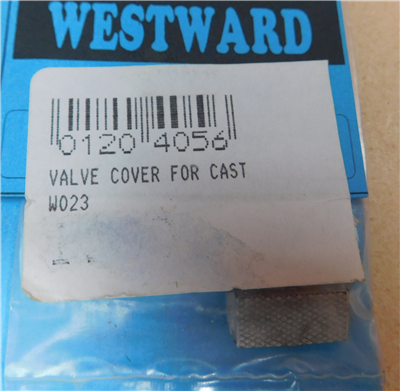 WESTWARD
0120 4056
VALVE COVER FOR CAST
W023